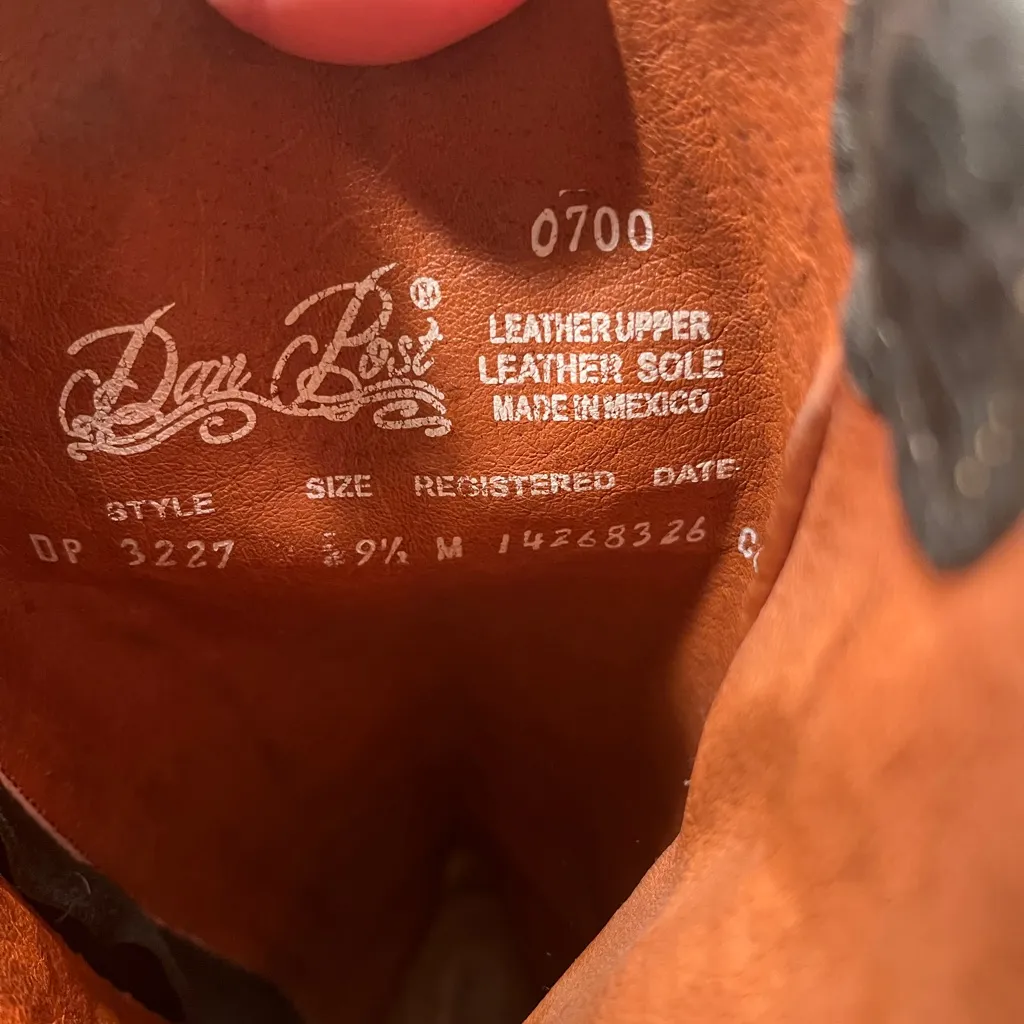 0700
Dan Post ®
LEATHER UPPER
LEATHER SOLE
MADE IN MEXICO
STYLE SIZE REGISTERED DATE
DP 3227 9½ M 14268326